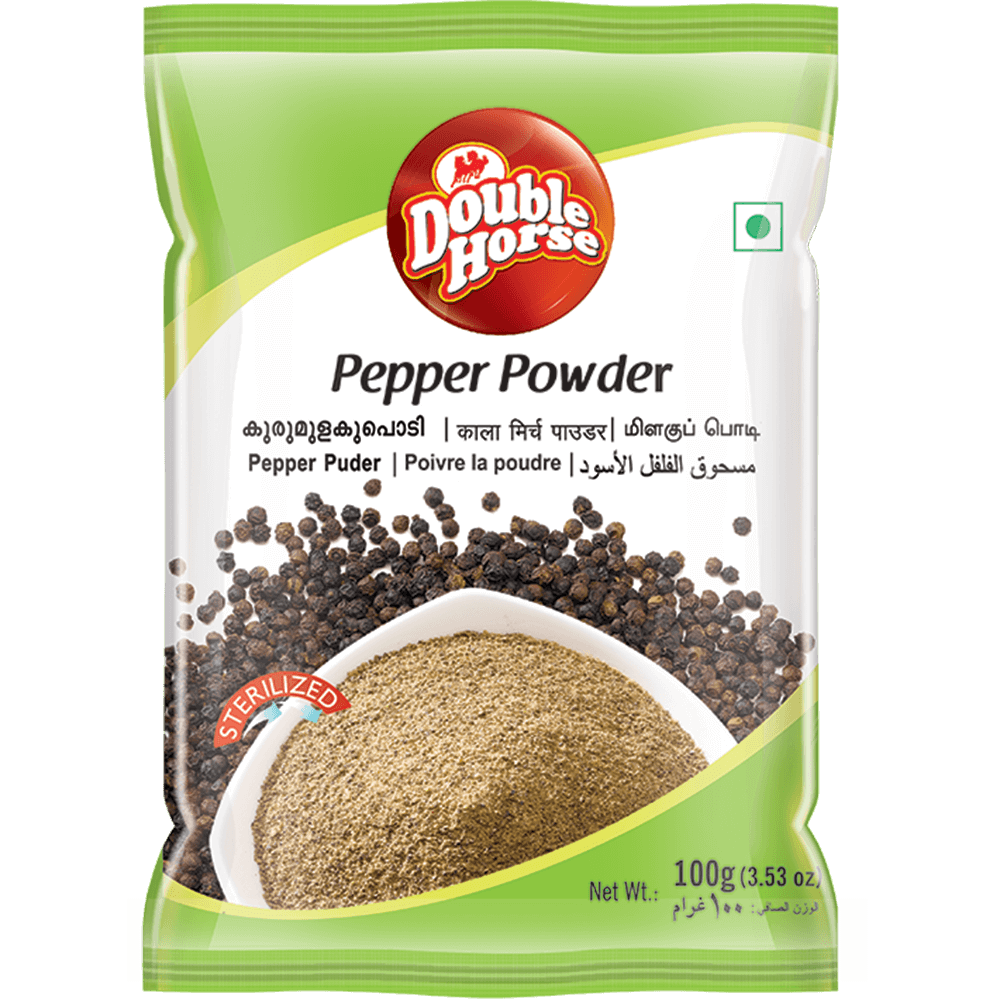 Double
Horse
Pepper Powder
കുരുമുളകുപൊടി | काला मिर्च पाउडर | மிளகுப் பொடி
Pepper Puder | Poivre la poudre | مسحوق الفلفل الأسود
STERILIZED
Net Wt.: 100g (3.53 oz)
الوزن الصافي: ١٠٠ غرام